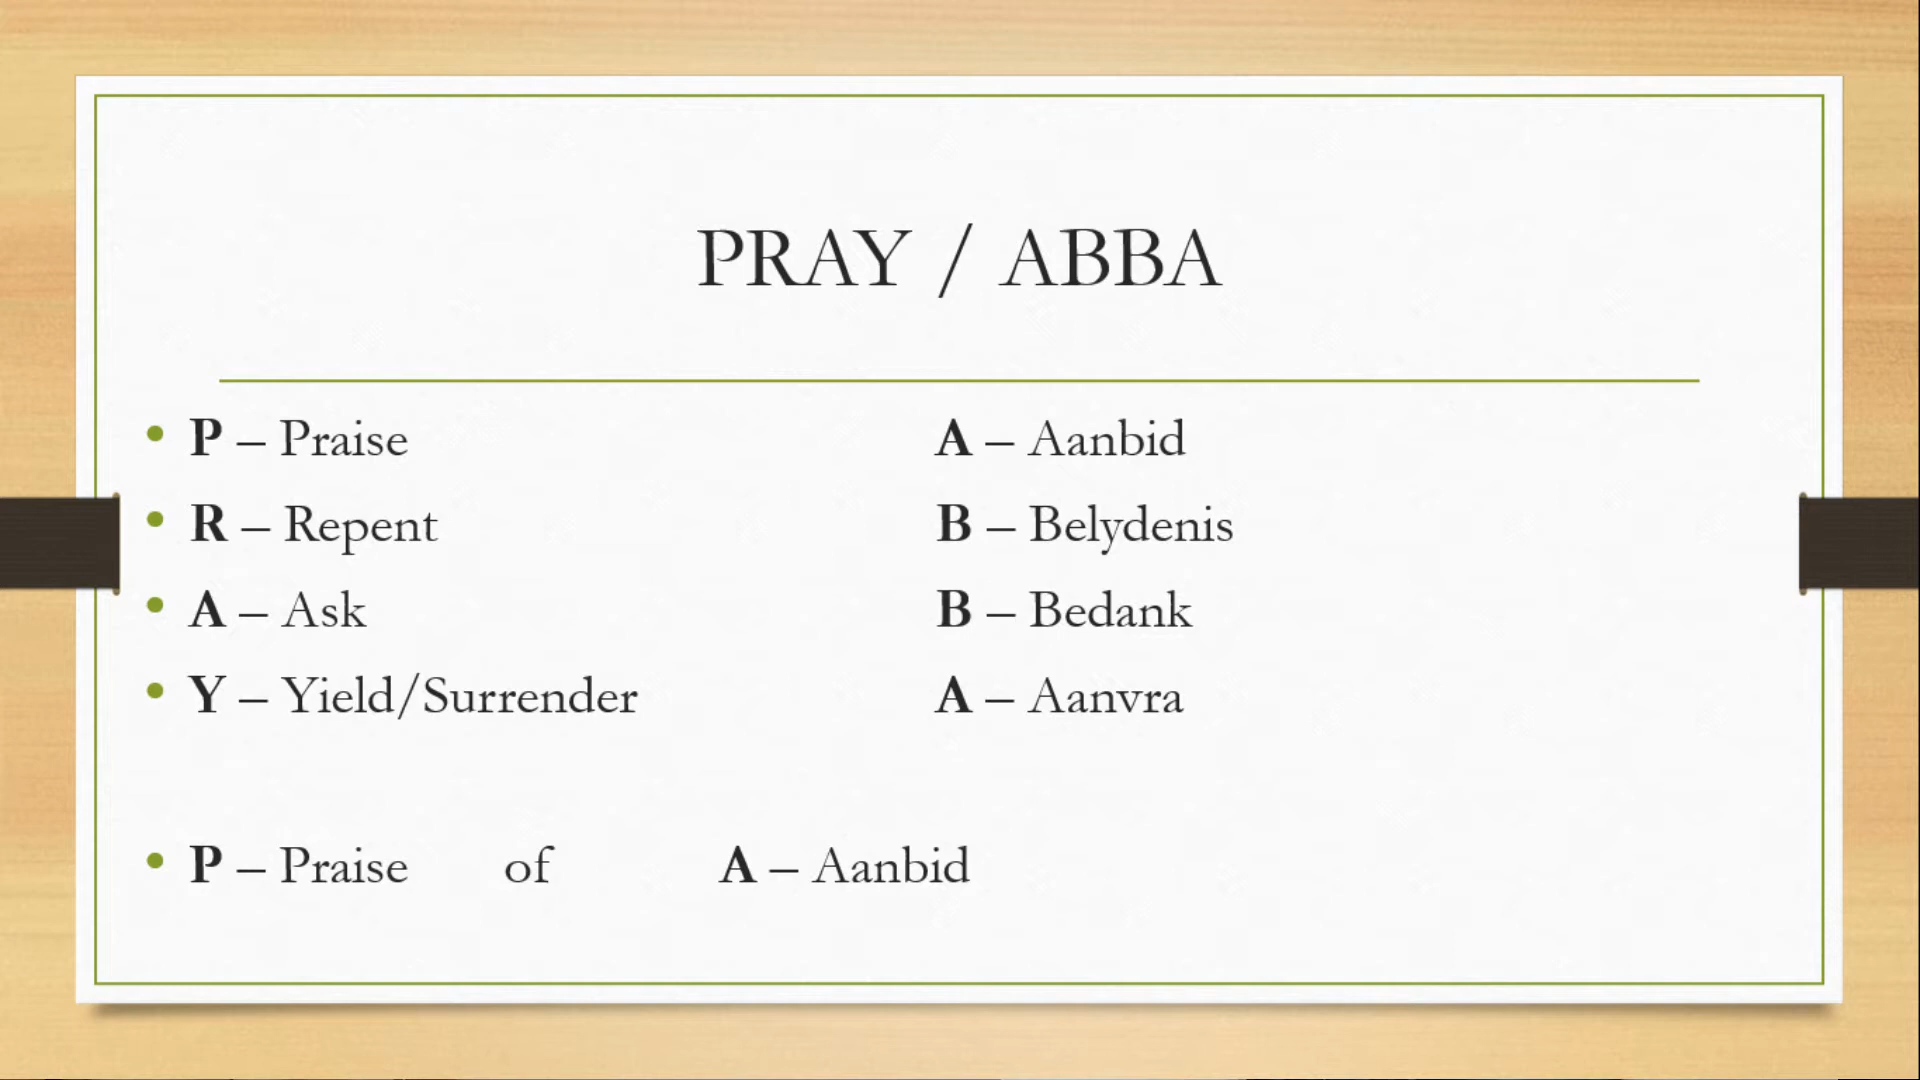 PRAY / ABBA
• P – Praise A – Aanbid
• R – Repent B – Belydenis
• A – Ask B – Bedank
• Y – Yield/Surrender A – Aanvra
• P – Praise of A – Aanbid